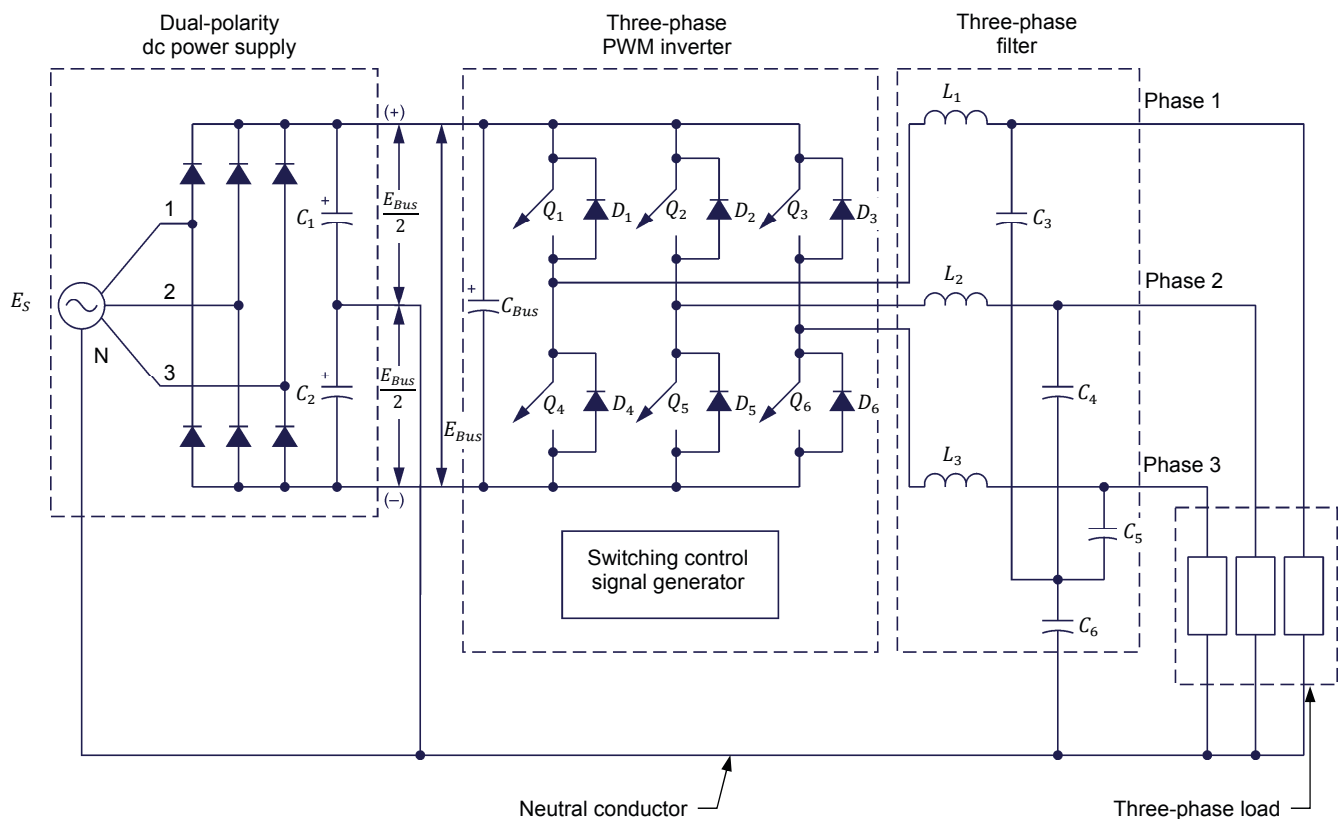 Dual-polarity
dc power supply
Three-phase
PWM inverter
Three-phase
filter
(+)
L₁
Phase 1
1
C₁
+
E_Bus
2
Q₁
D₁
Q₂
D₂
Q₃
D₃
C₃
E_S
2
N
+
C_Bus
L₂
Phase 2
3
C₂
+
E_Bus
2
E_Bus
Q₄
D₄
Q₅
D₅
Q₆
D₆
C₄
(–)
L₃
Phase 3
C₅
Switching control
signal generator
C₆
Neutral conductor
Three-phase load